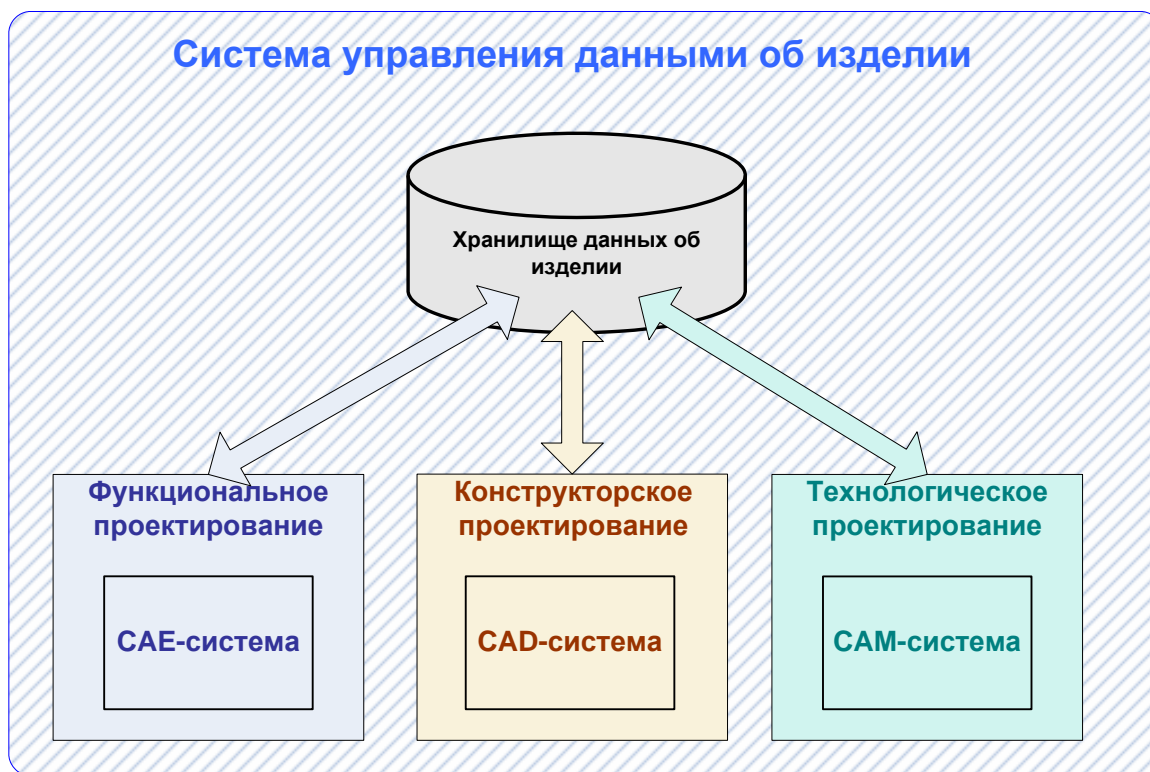 Система управления данными об изделии
Хранилище данных об
изделии
Функциональное
проектирование
CAE-система
Конструкторское
проектирование
CAD-система
Технологическое
проектирование
CAM-система